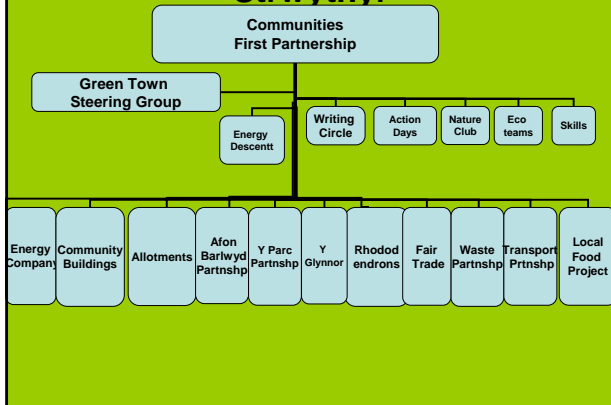 Communities
First Partnership
Green Town
Steering Group
Energy
Descentt
Writing
Circle
Action
Days
Nature
Club
Eco
teams
Skills
Energy
Company
Community
Buildings
Allotments
Afon
Barlwyd
Partnshp
Y Parc
Partnshp
Y
Glynnor
Rhodod
endrons
Fair
Trade
Waste
Partnshp
Transport
Prtnshp
Local
Food
Project